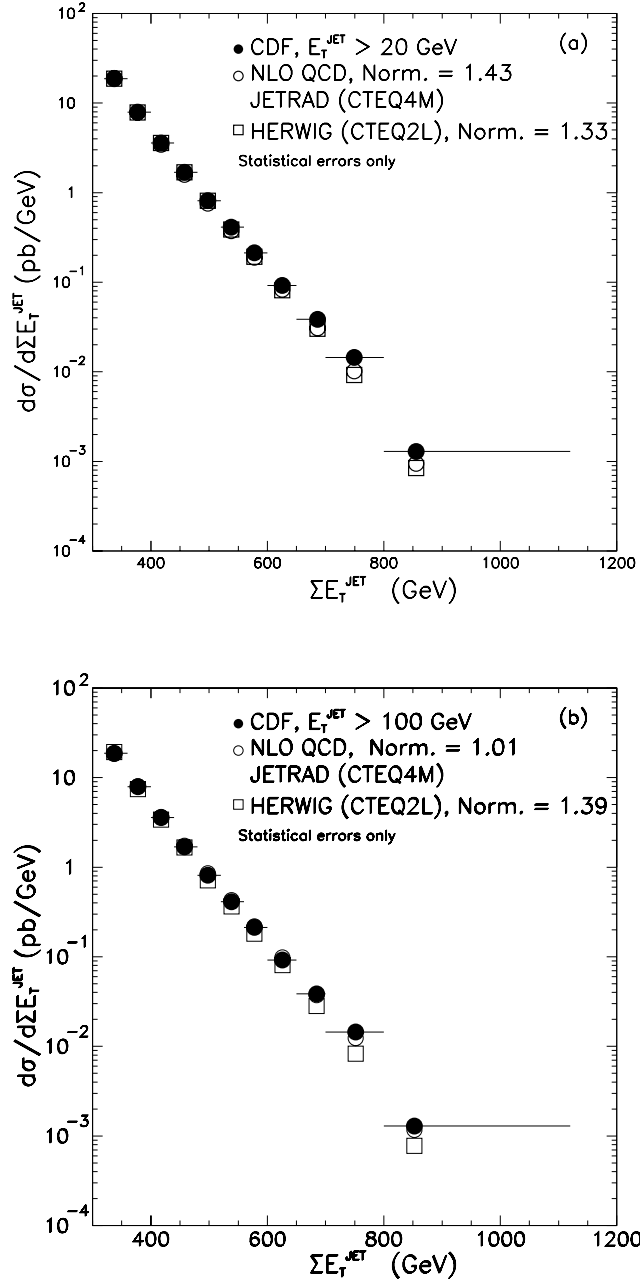 10²
CDF, E_T^JET > 20 GeV
(a)
NLO QCD, Norm. = 1.43
JETRAD (CTEQ4M)
HERWIG (CTEQ2L), Norm. = 1.33
Statistical errors only
10
1
10⁻¹
10⁻²
10⁻³
10⁻⁴
dσ/dΣE_T^JET (pb/GeV)
400 600 800 1000 1200
ΣE_T^JET (GeV)
10²
CDF, E_T^JET > 100 GeV
(b)
NLO QCD, Norm. = 1.01
JETRAD (CTEQ4M)
HERWIG (CTEQ2L), Norm. = 1.39
Statistical errors only
10
1
10⁻¹
10⁻²
10⁻³
10⁻⁴
dσ/dΣE_T^JET (pb/GeV)
400 600 800 1000 1200
ΣE_T^JET (GeV)